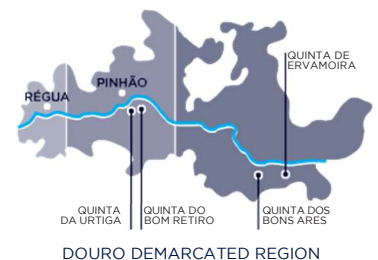 QUINTA DE
ERVAMOIRA
PINHÃO
RÉGUA
QUINTA
DA URTIGA
QUINTA DO
BOM RETIRO
QUINTA DOS
BONS ARES
DOURO DEMARCATED REGION